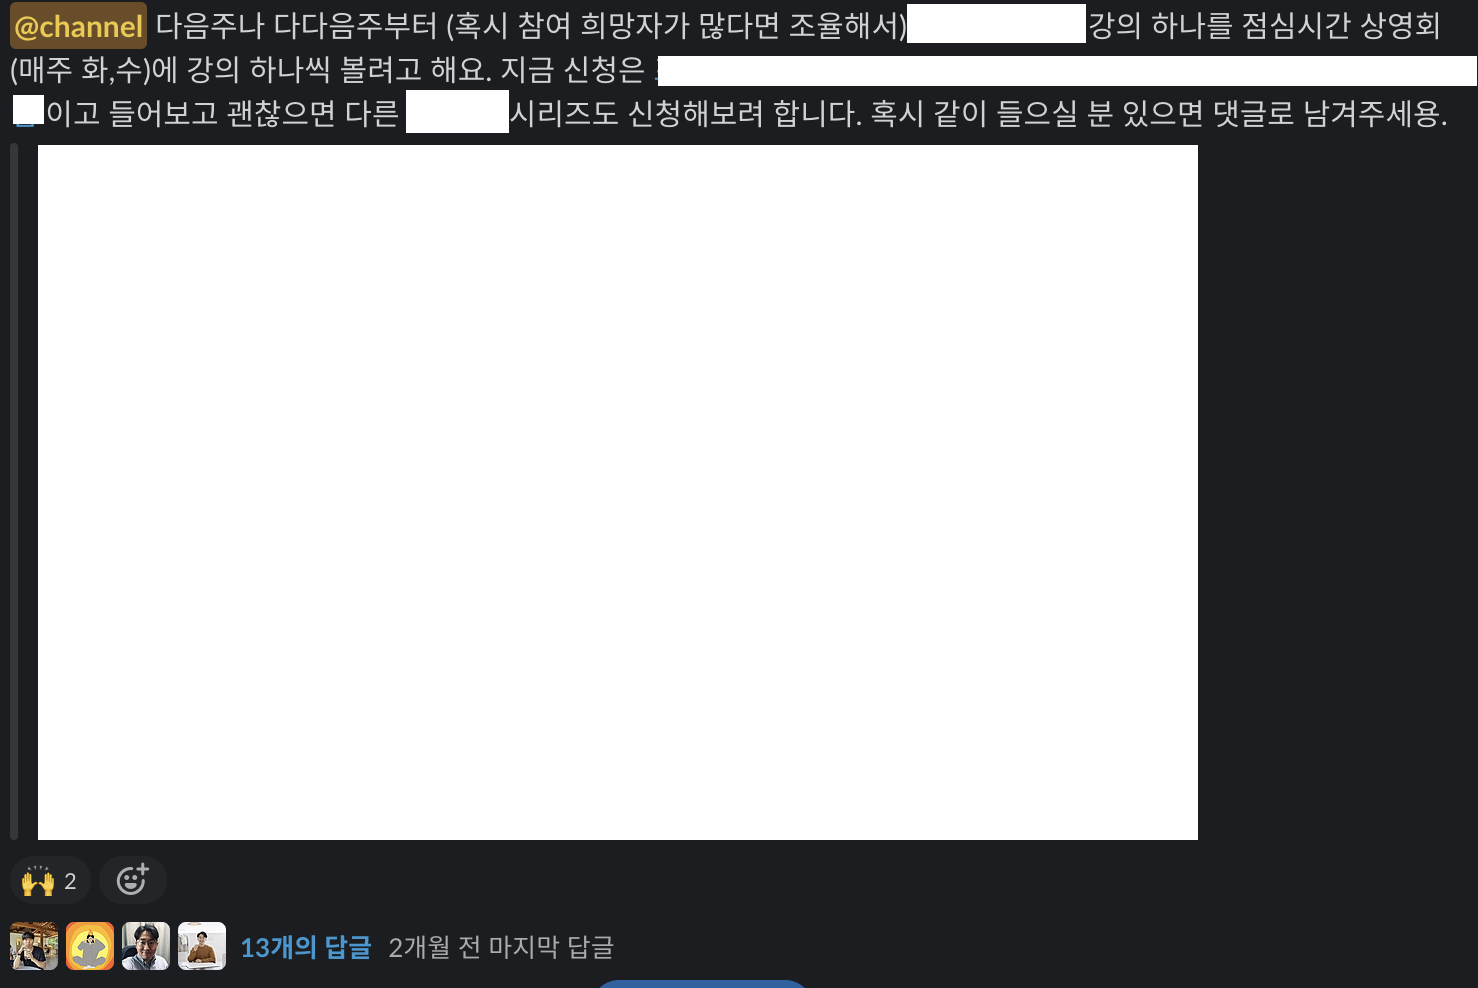 @channel 다음주나 다다음주부터 (혹시 참여 희망자가 많다면 조율해서) 강의 하나를 점심시간 상영회
(매주 화,수)에 강의 하나씩 볼려고 해요. 지금 신청은
이고 들어보고 괜찮으면 다른 시리즈도 신청해보려 합니다. 혹시 같이 들으실 분 있으면 댓글로 남겨주세용.
2
13개의 답글 2개월 전 마지막 답글